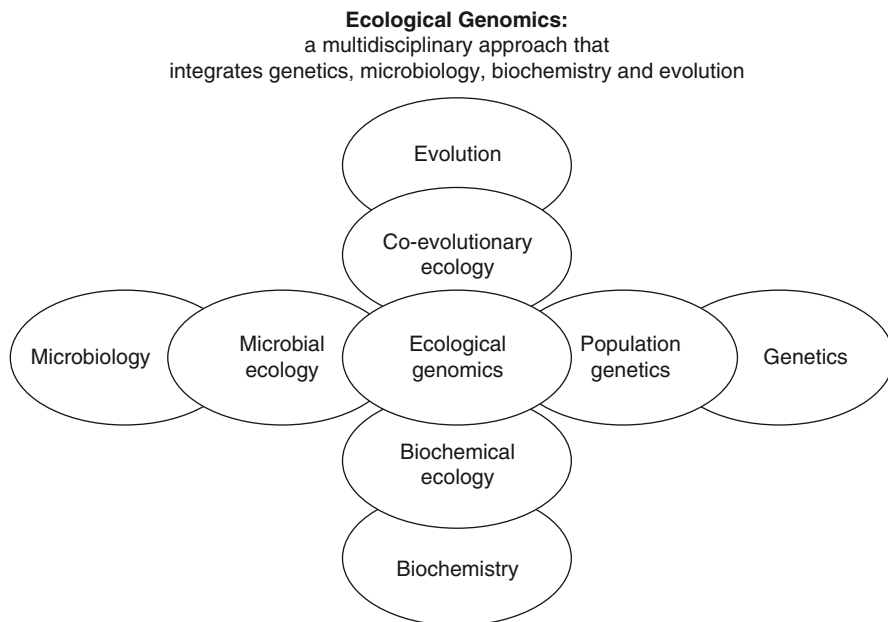 Ecological Genomics:
a multidisciplinary approach that
integrates genetics, microbiology, biochemistry and evolution
Evolution
Co-evolutionary
ecology
Microbiology
Microbial
ecology
Ecological
genomics
Population
genetics
Genetics
Biochemical
ecology
Biochemistry